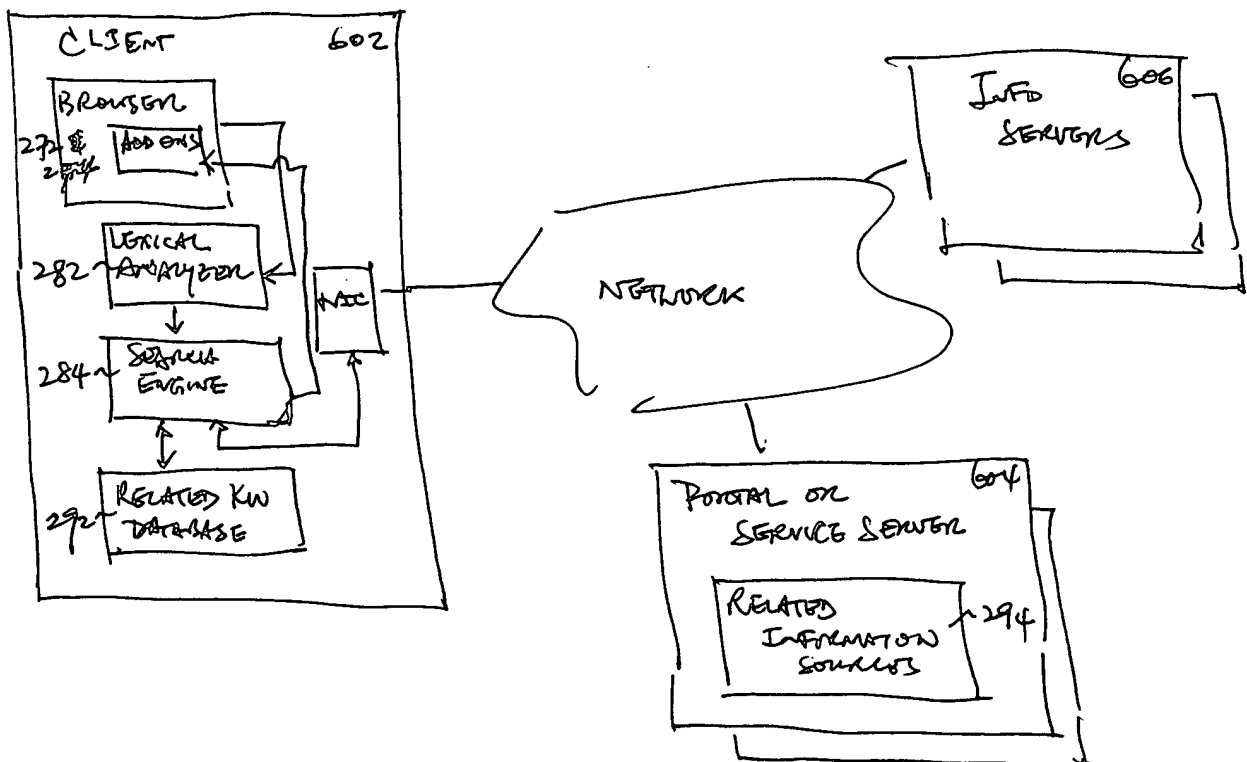 CLIENT 602
BROWSER
272
ADD ONS
LEXICAL
282 ANALYZER
NIC
SEARCH
284 ENGINE
RELATED KW
292 DATABASE
NETWORK
INFO 606
SERVERS
PORTAL OR 604
SERVICE SERVER
RELATED
INFORMATION 294
SOURCES